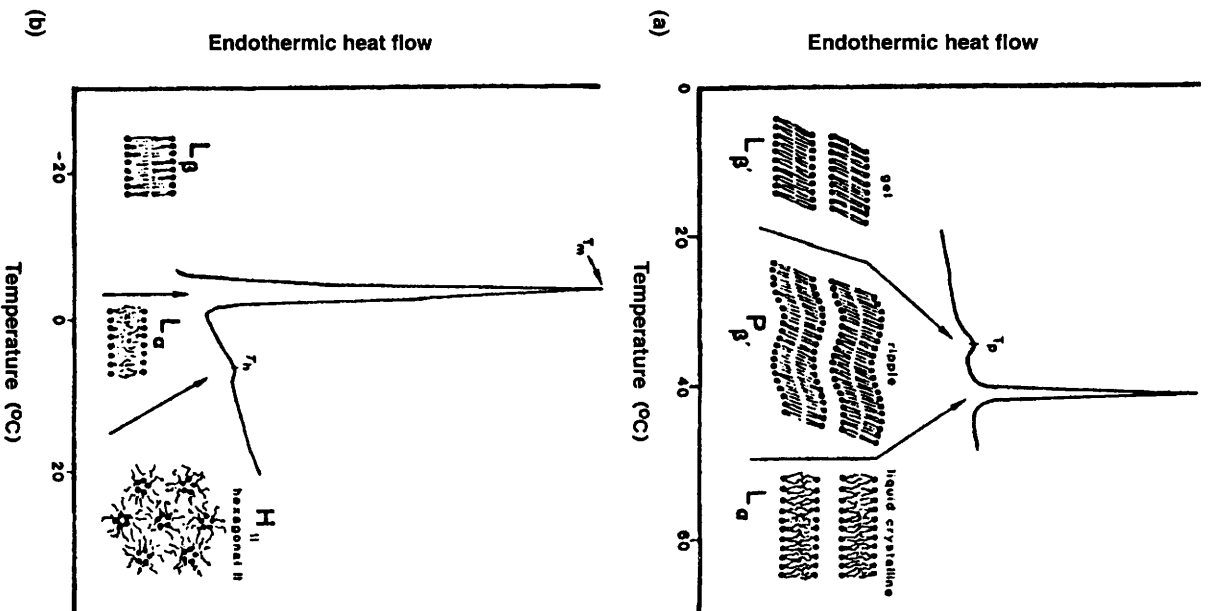 (a)
Endothermic heat flow
0
20
40
60
Temperature (°C)
gel
Lβ'
ripple
Pβ'
liquid crystalline
Lα
Tp
(b)
Endothermic heat flow
-20
0
20
Temperature (°C)
Lβ
Tm
Lα
Th
HII
hexagonal II